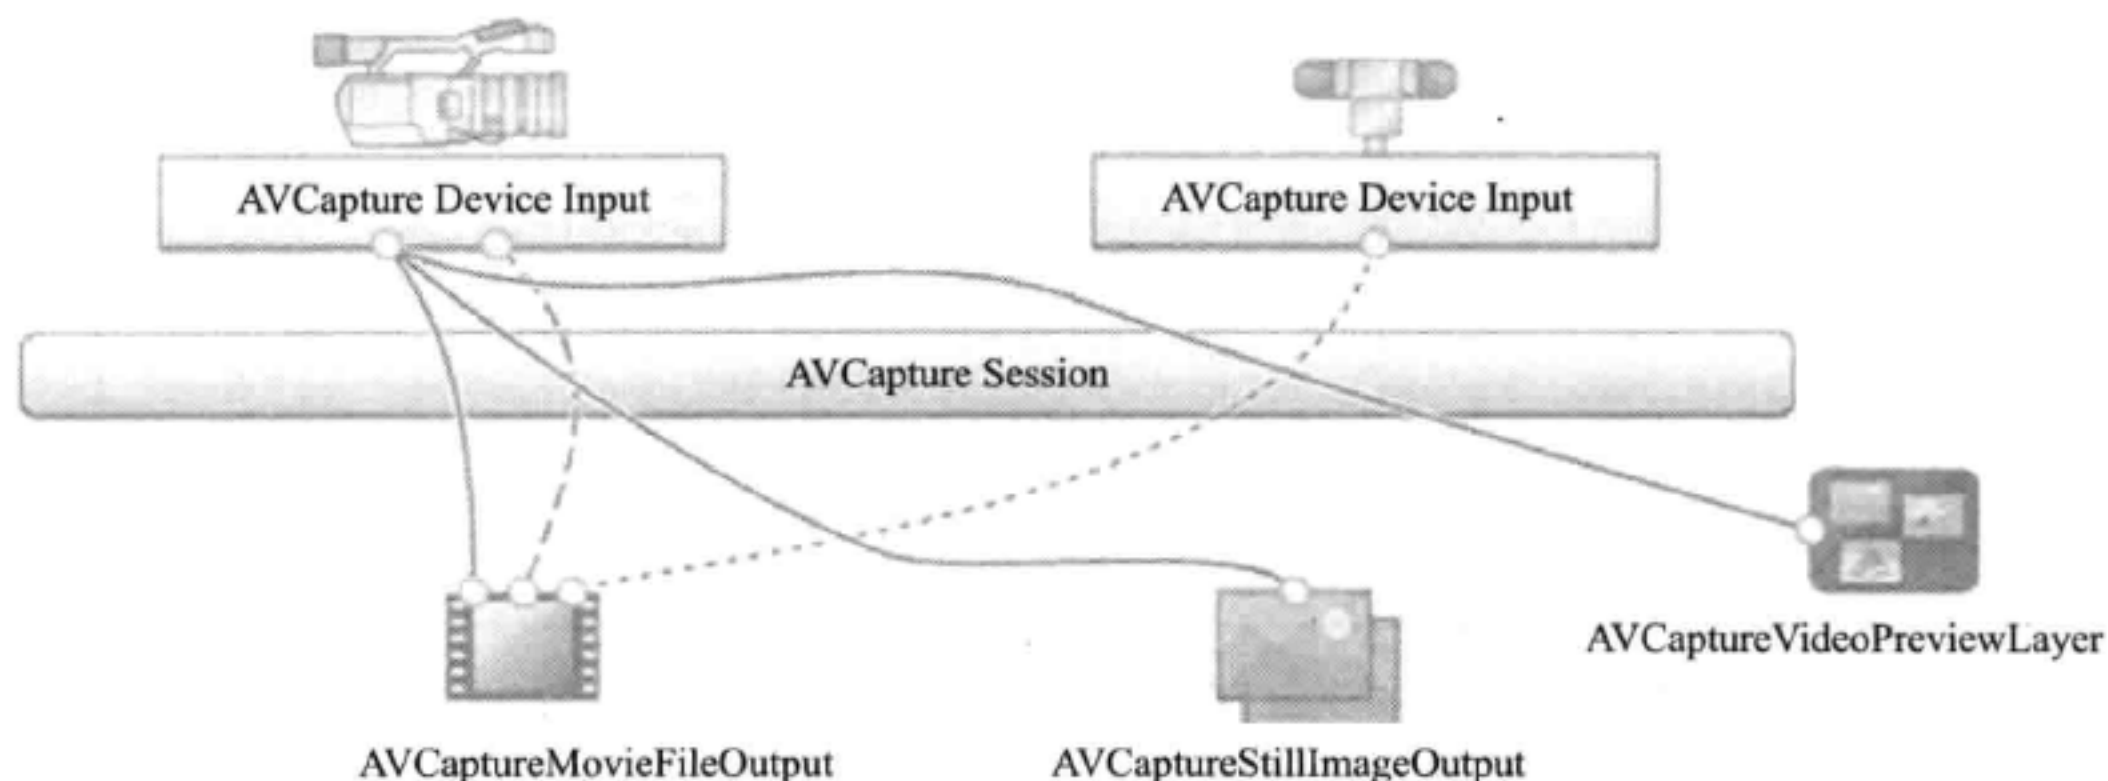 AVCapture Device Input
AVCapture Device Input
AVCapture Session
AVCaptureVideoPreviewLayer
AVCaptureMovieFileOutput
AVCaptureStillImageOutput